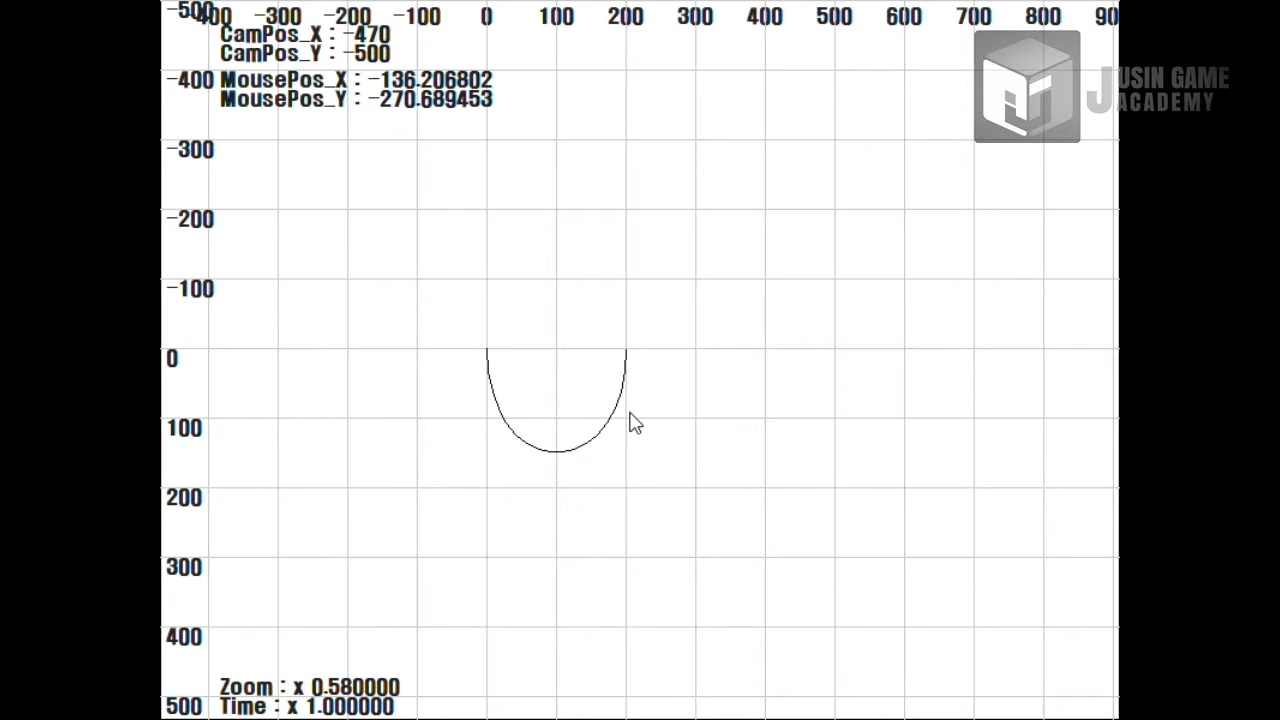 -500 -400 -300 -200 -100 0 100 200 300 400 500 600 700 800 90
CamPos_X : -470
CamPos_Y : -500
-400
MousePos_X : -136.206802
MousePos_Y : -270.689453
JUSIN GAME
ACADEMY
-300
-200
-100
0
100
200
300
400
Zoom : x 0.580000
500
Time : x 1.000000